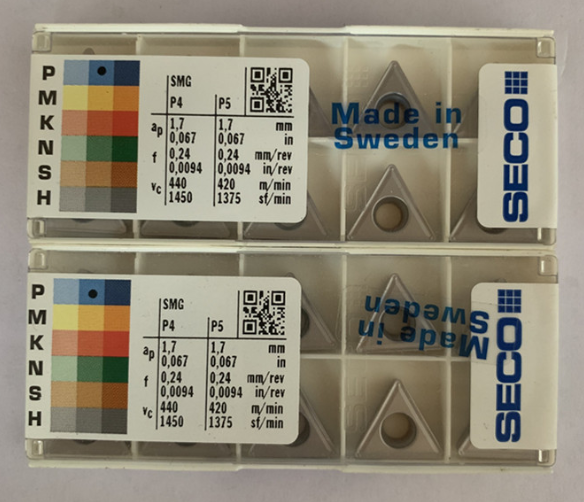 P
M
K
N
S
H
SMG
P4 P5
ap 1,7 1,7 mm
0,067 0,067 in
f 0,24 0,24 mm/rev
0,0094 0,0094 in/rev
vc 440 420 m/min
1450 1375 sf/min
Made in
Sweden
SECO
P
M
K
N
S
H
SMG
P4 P5
ap 1,7 1,7 mm
0,067 0,067 in
f 0,24 0,24 mm/rev
0,0094 0,0094 in/rev
vc 440 420 m/min
1450 1375 sf/min
Made in
Sweden
SECO